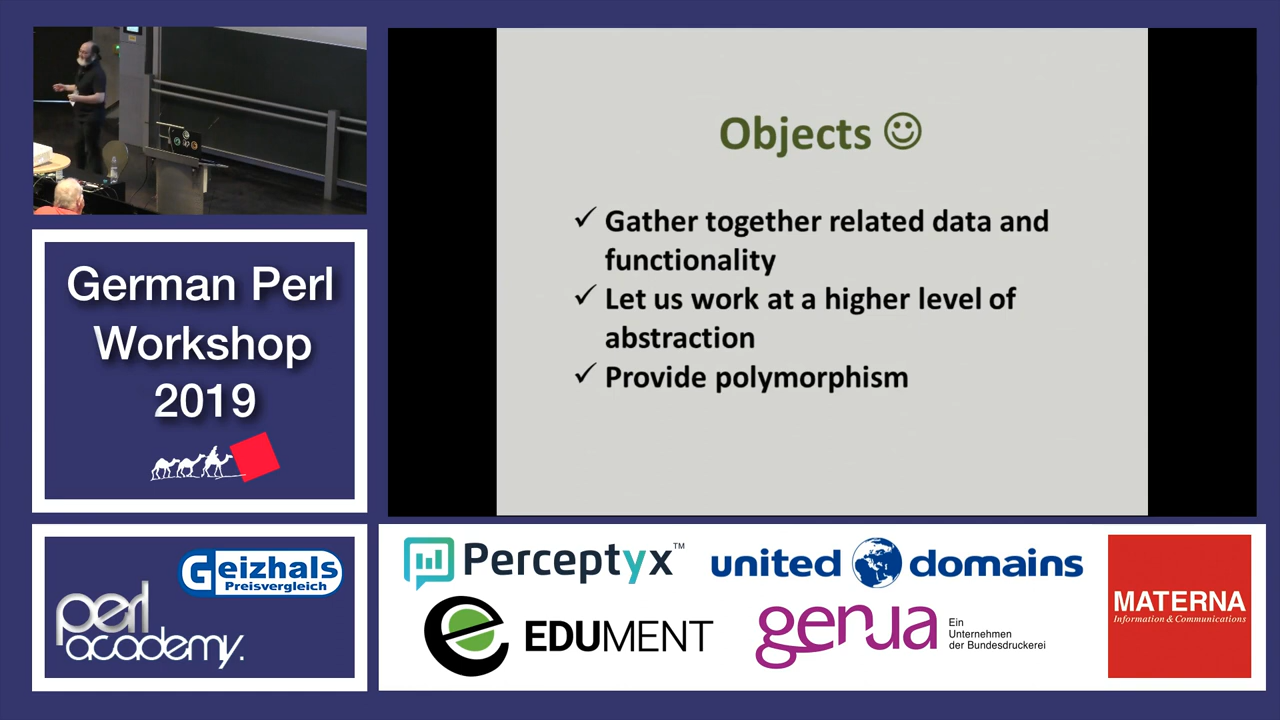 Objects ☺
✓ Gather together related data and
functionality
✓ Let us work at a higher level of
abstraction
✓ Provide polymorphism
German Perl
Workshop
2019
Geizhals
Preisvergleich
perl
academy.
Perceptyx™
united domains
EDUMENT
genua
Ein
Unternehmen
der Bundesdruckerei
MATERNA
Information & Communications